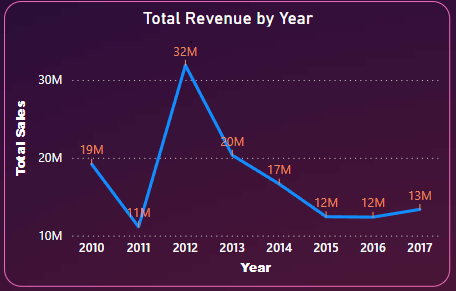 Total Revenue by Year
Total Sales
30M
20M
10M
19M
11M
32M
20M
17M
12M
12M
13M
2010 2011 2012 2013 2014 2015 2016 2017
Year